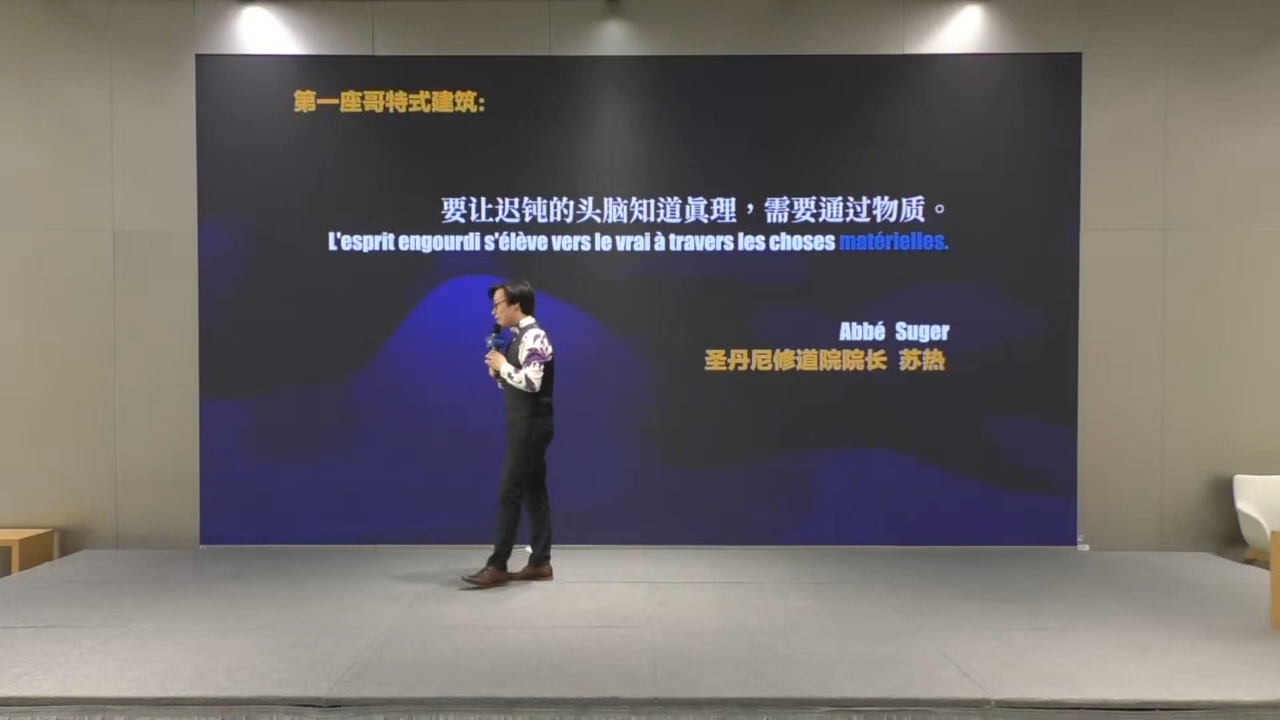 第一座哥特式建筑:
要让迟钝的头脑知道眞理，需要通过物质。
L'esprit engourdi s'élève vers le vrai à travers les choses matérielles.
Abbé Suger
圣丹尼修道院院长 苏热